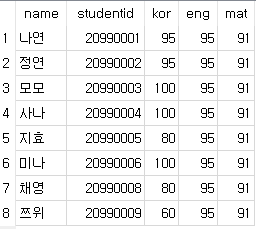 name studentid kor eng mat
1 나연 20990001 95 95 91
2 정연 20990002 95 95 91
3 모모 20990003 100 95 91
4 사나 20990004 100 95 91
5 지효 20990005 80 95 91
6 미나 20990006 100 95 91
7 채영 20990008 80 95 91
8 쯔위 20990009 60 95 91